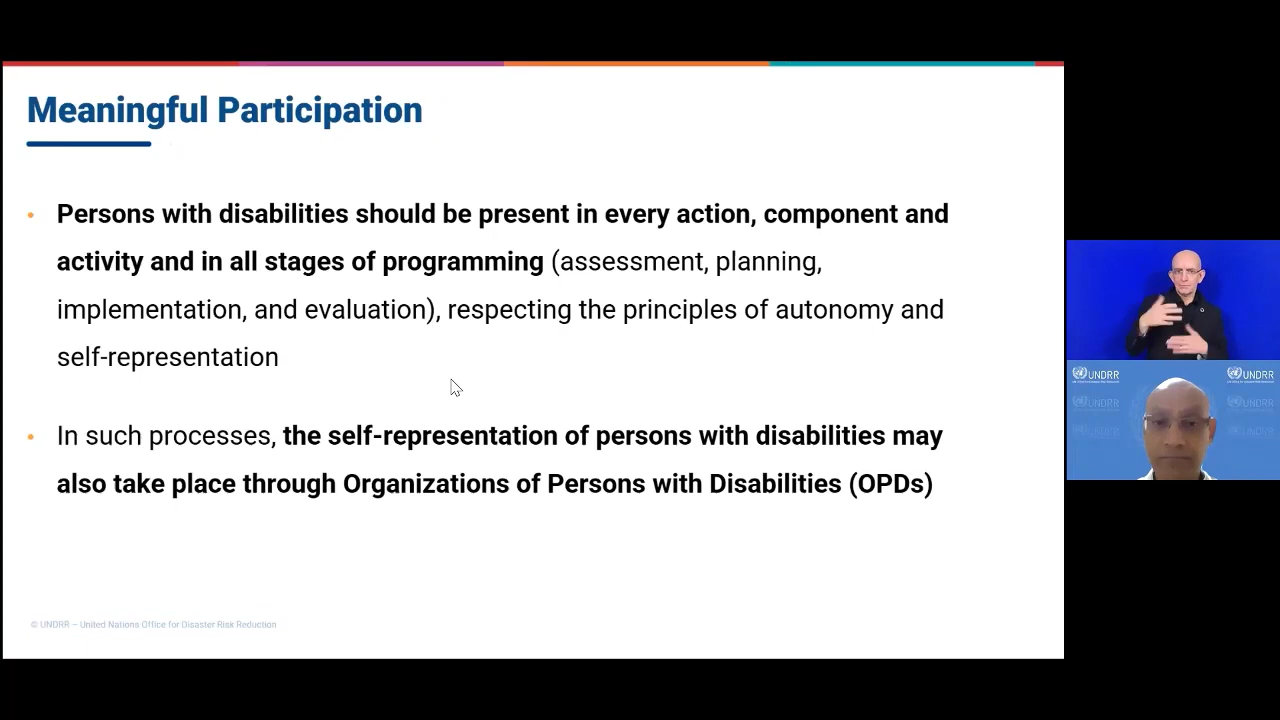 Meaningful Participation
• Persons with disabilities should be present in every action, component and
activity and in all stages of programming (assessment, planning,
implementation, and evaluation), respecting the principles of autonomy and
self-representation
• In such processes, the self-representation of persons with disabilities may
also take place through Organizations of Persons with Disabilities (OPDs)
© UNDRR – United Nations Office for Disaster Risk Reduction
UNDRR
UNDRR
UNDRR
UNDRR